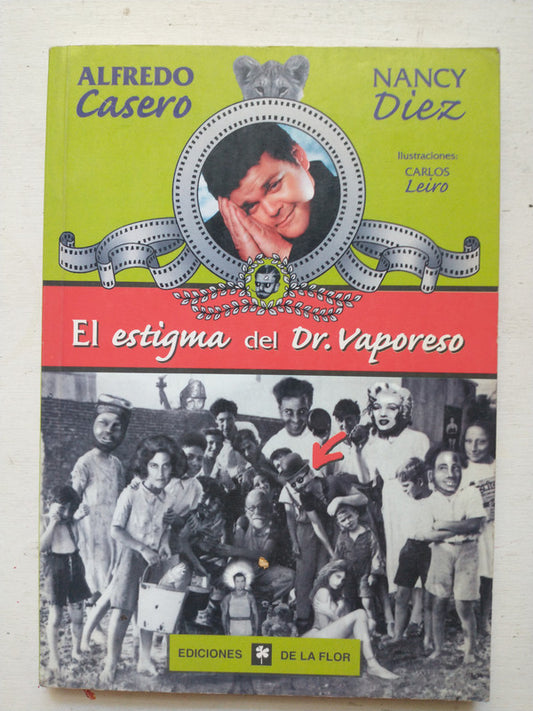 ALFREDO
Casero
NANCY
Diez
Ilustraciones:
CARLOS
Leiro
El estigma del Dr. Vaporeso
EDICIONES DE LA FLOR